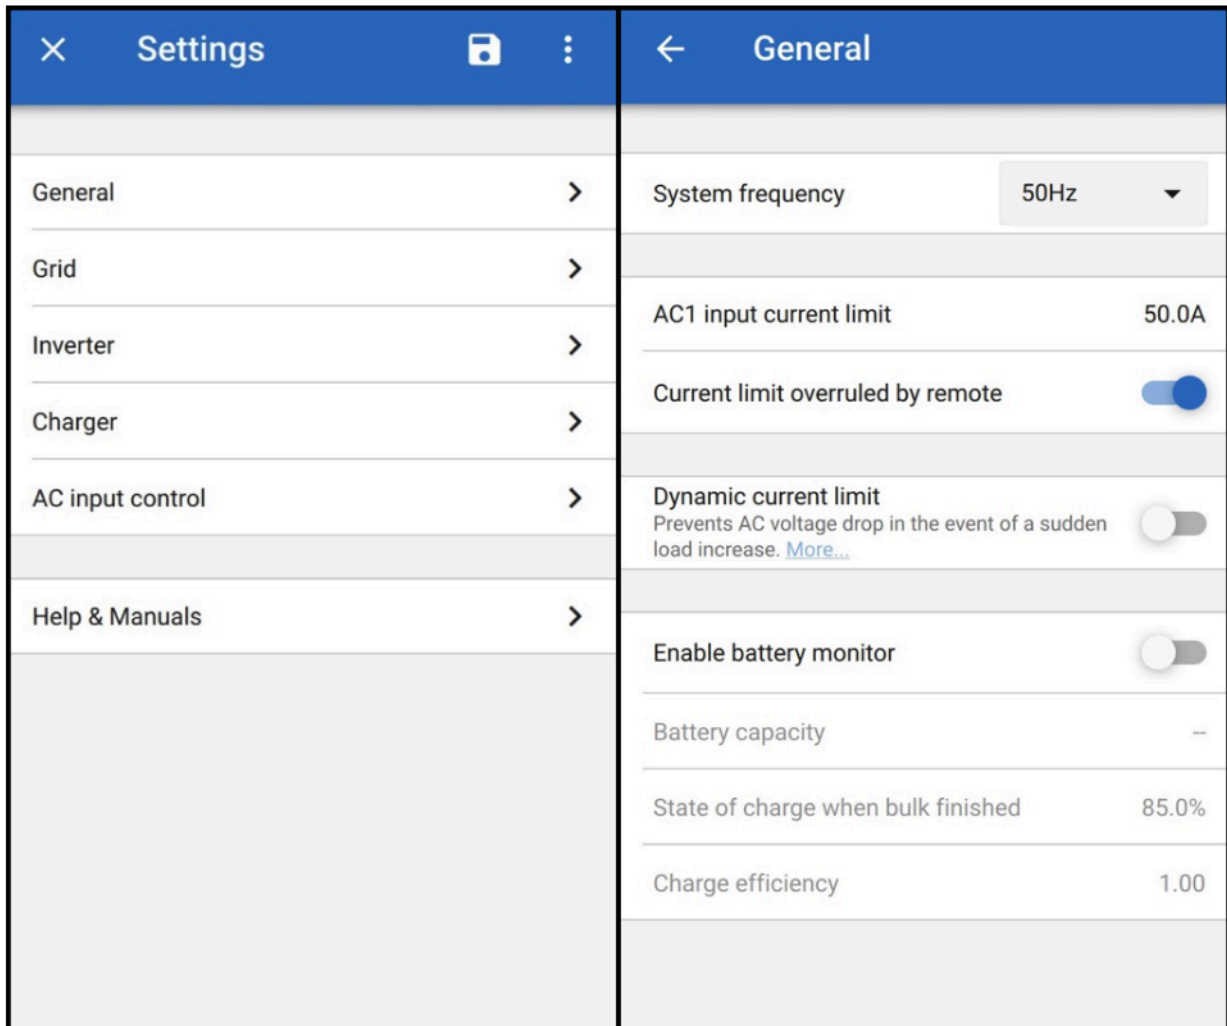 Settings
General
Grid
Inverter
Charger
AC input control
Help & Manuals
General
System frequency 50Hz
AC1 input current limit 50.0A
Current limit overruled by remote
Dynamic current limit
Prevents AC voltage drop in the event of a sudden
load increase. More...
Enable battery monitor
Battery capacity --
State of charge when bulk finished 85.0%
Charge efficiency 1.00